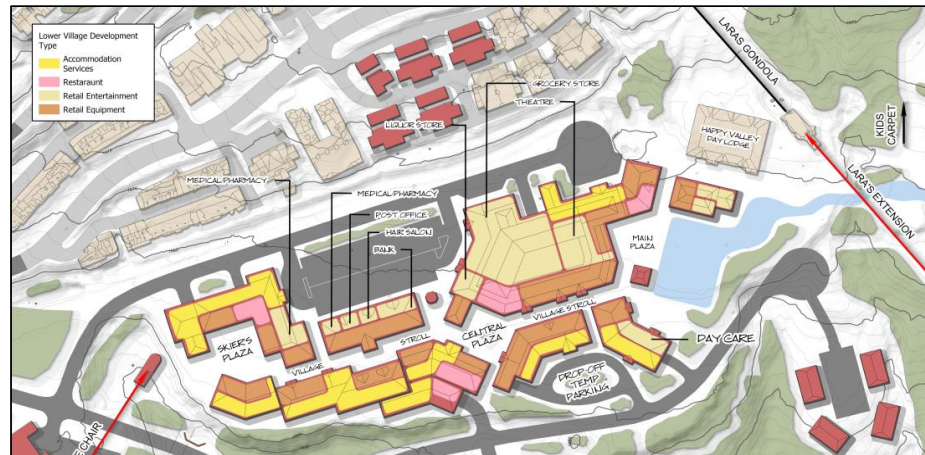 Lower Village Development
Type
Accommodation
Services
Restaraunt
Retail Entertainment
Retail Equipment
LARAS GONDOLA
GROCERY STORE
THEATRE
LIQUOR STORE
HAPPY VALLEY
DAY LODGE
KIDS
CARPET
LARA'S EXTENSION
MEDICAL PHARMACY
MEDICAL PHARMACY
POST OFFICE
HAIR SALON
BANK
MAIN
PLAZA
SKIER'S
PLAZA
VILLAGE
STROLL
CENTRAL
PLAZA
VILLAGE STROLL
DAY CARE
DROP OFF
TEMP
PARKING
CHAIR